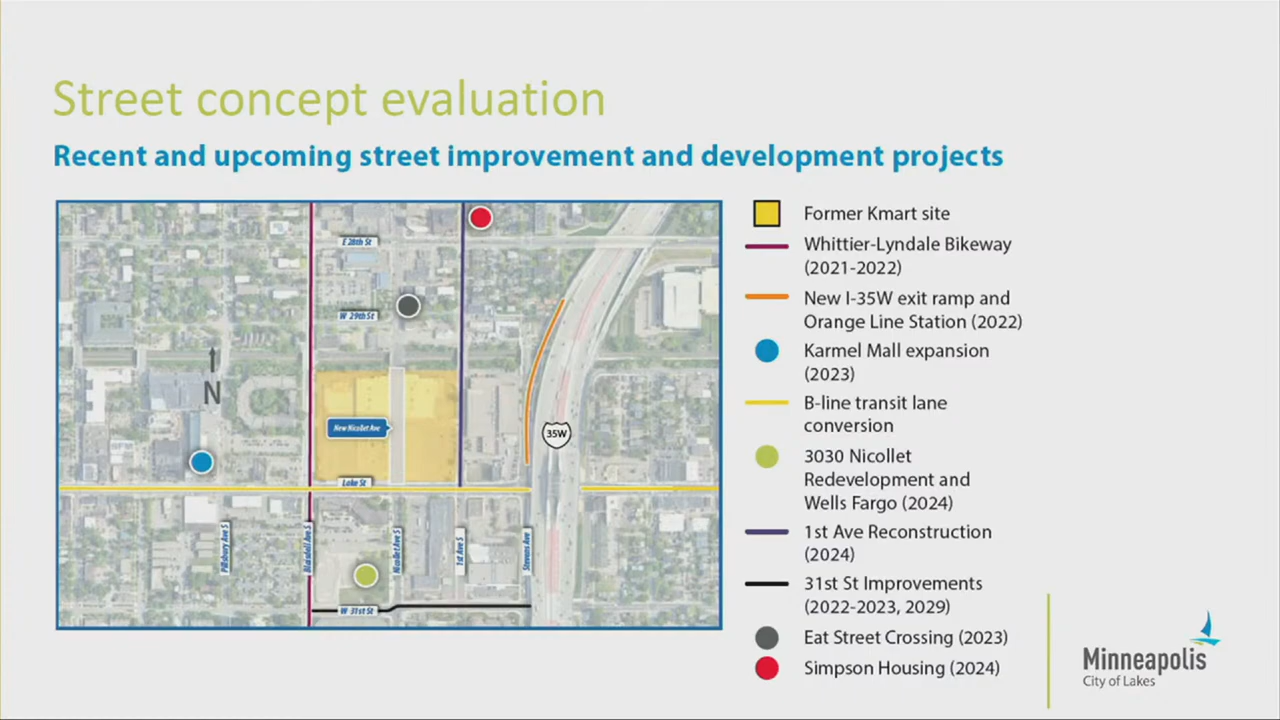 Street concept evaluation
Recent and upcoming street improvement and development projects
E 28th St
W 29th St
N
New Nicollet Ave
35W
Lake St
Pillsbury Ave S
Blaisdell Ave S
Nicollet Ave S
1st Ave S
Stevens Ave
W 31st St
Former Kmart site
Whittier-Lyndale Bikeway
(2021-2022)
New I-35W exit ramp and
Orange Line Station (2022)
Karmel Mall expansion
(2023)
B-line transit lane
conversion
3030 Nicollet
Redevelopment and
Wells Fargo (2024)
1st Ave Reconstruction
(2024)
31st St Improvements
(2022-2023, 2029)
Eat Street Crossing (2023)
Simpson Housing (2024)
Minneapolis
City of Lakes